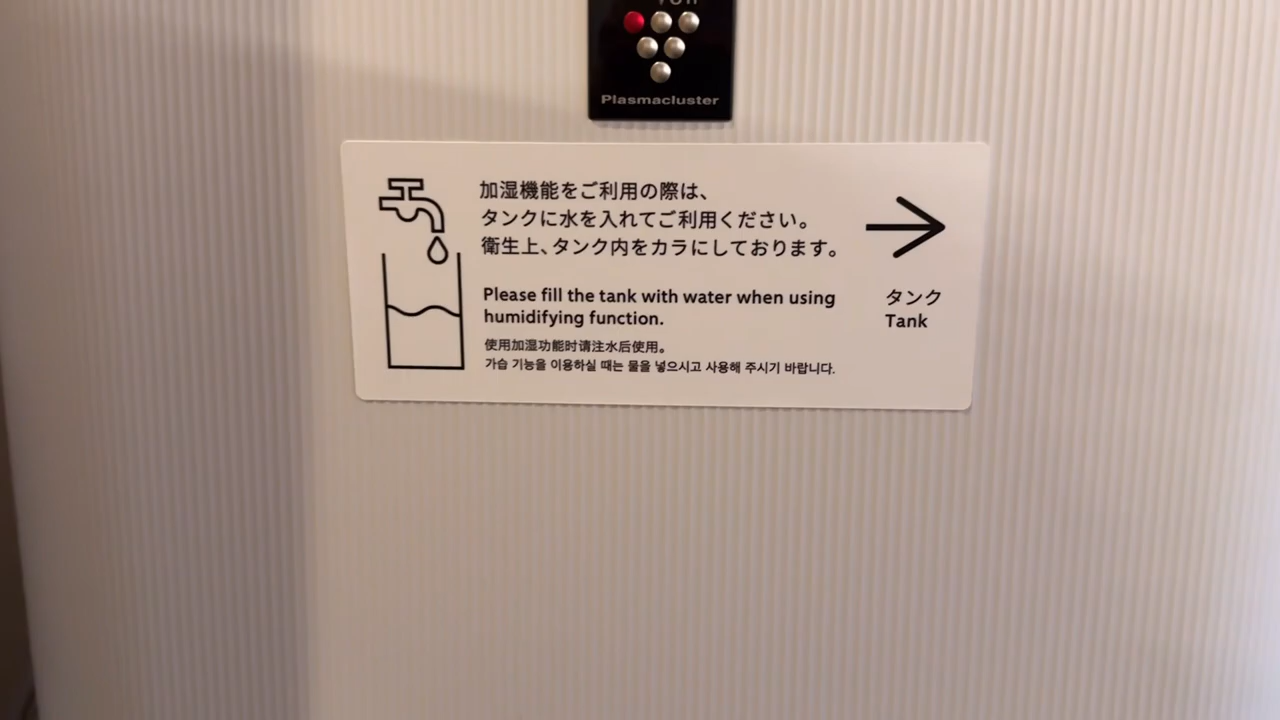 Plasmacluster
加湿機能をご利用の際は、
タンクに水を入れてご利用ください。
衛生上、タンク内をカラにしております。
Please fill the tank with water when using
humidifying function.
使用加湿功能时请注水后使用。
가습 기능을 이용하실 때는 물을 넣으시고 사용해 주시기 바랍니다.
タンク
Tank